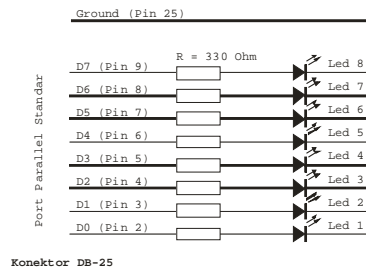 Ground (Pin 25)
R = 330 Ohm
D7 (Pin 9) Led 8
D6 (Pin 8) Led 7
D5 (Pin 7) Led 6
D4 (Pin 6) Led 5
D3 (Pin 5) Led 4
D2 (Pin 4) Led 3
D1 (Pin 3) Led 2
D0 (Pin 2) Led 1
Port Parallel Standar
Konektor DB-25